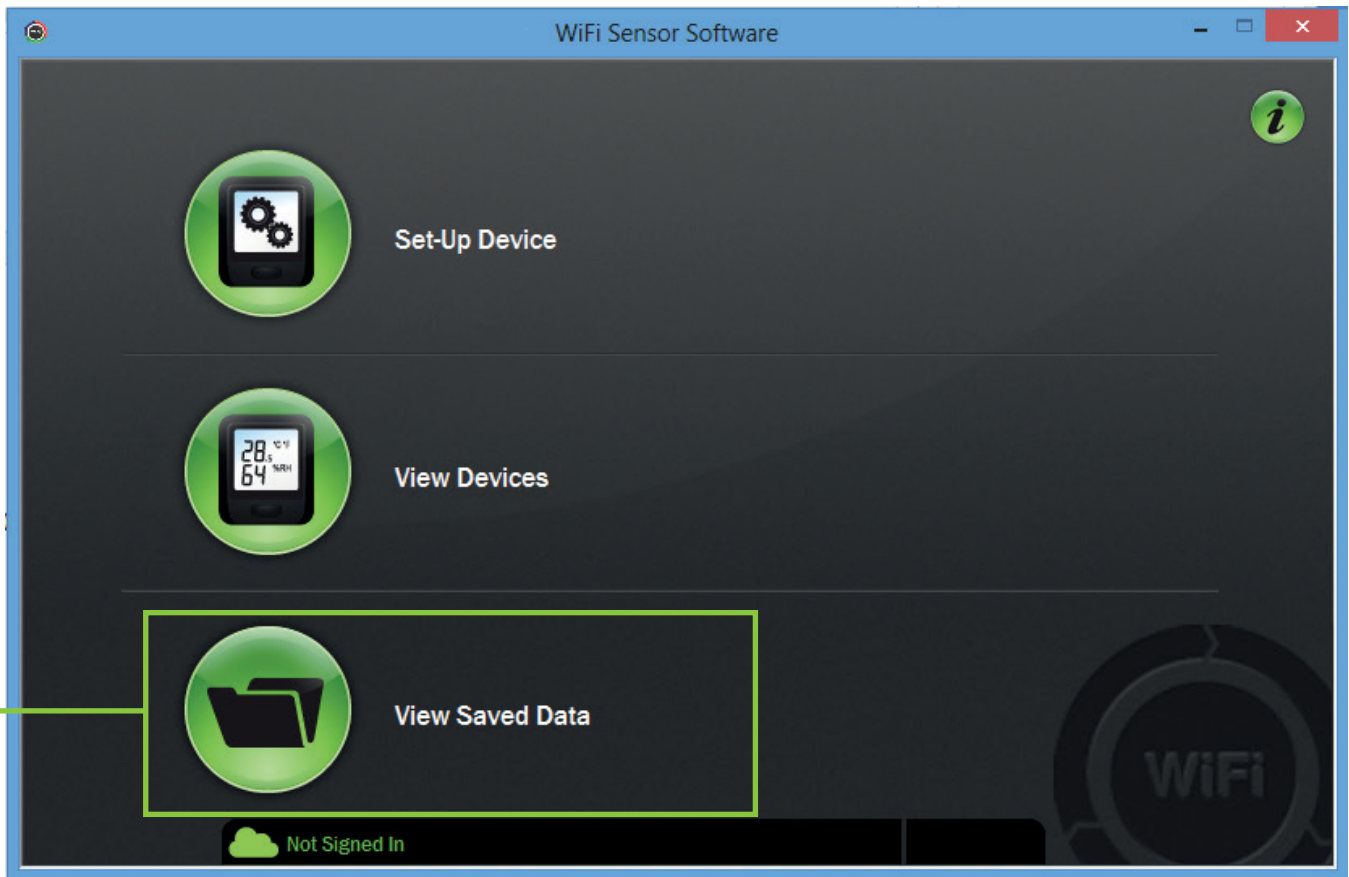 WiFi Sensor Software
i
Set-Up Device
28.5 °C °F
64 %RH
View Devices
View Saved Data
WiFi
Not Signed In